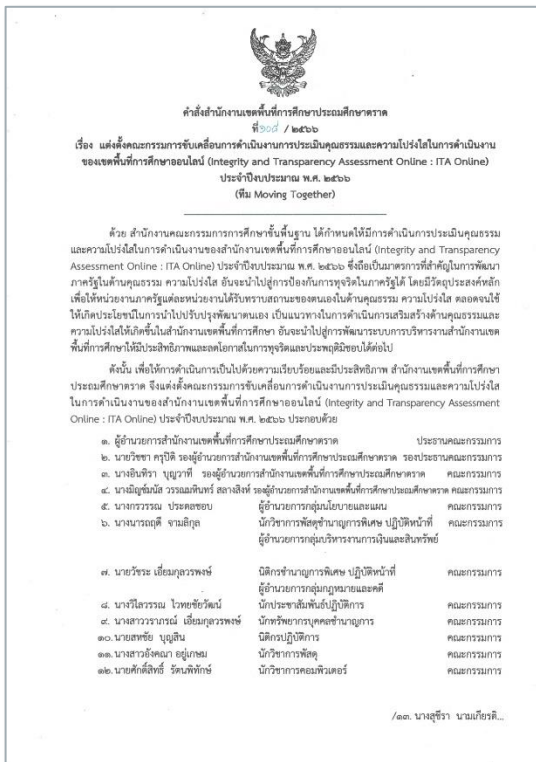 คำสั่งสำนักงานเขตพื้นที่การศึกษาประถมศึกษาตราด
ที่ ๑๐๘ / ๒๕๖๖
เรื่อง แต่งตั้งคณะกรรมการขับเคลื่อนการดำเนินงานการประเมินคุณธรรมและความโปร่งใสในการดำเนินงาน
ของเขตพื้นที่การศึกษาออนไลน์ (Integrity and Transparency Assessment Online : ITA Online)
ประจำปีงบประมาณ พ.ศ. ๒๕๖๖
(ทีม Moving Together)
ด้วย สำนักงานคณะกรรมการการศึกษาขั้นพื้นฐาน ได้กำหนดให้มีการดำเนินการประเมินคุณธรรม
และความโปร่งใสในการดำเนินงานของสำนักงานเขตพื้นที่การศึกษาออนไลน์ (Integrity and Transparency
Assessment Online : ITA Online) ประจำปีงบประมาณ พ.ศ. ๒๕๖๖ ซึ่งถือเป็นมาตรการที่สำคัญในการพัฒนา
ภาครัฐในด้านคุณธรรม ความโปร่งใส อันจะนำไปสู่การป้องกันการทุจริตในภาครัฐได้ โดยมีวัตถุประสงค์หลัก
เพื่อให้หน่วยงานภาครัฐแต่ละหน่วยงานได้รับทราบสถานะของตนเองในด้านคุณธรรม ความโปร่งใส ตลอดจนใช้
ให้เกิดประโยชน์ในการนำไปปรับปรุงพัฒนาตนเอง เป็นแนวทางในการดำเนินการเสริมสร้างด้านคุณธรรมและ
ความโปร่งใสให้เกิดขึ้นในสำนักงานเขตพื้นที่การศึกษา อันจะนำไปสู่การพัฒนาระบบการบริหารงานสำนักงานเขต
พื้นที่การศึกษาให้มีประสิทธิภาพและลดโอกาสในการทุจริตและประพฤติมิชอบได้ต่อไป
ดังนั้น เพื่อให้การดำเนินการเป็นไปด้วยความเรียบร้อยและมีประสิทธิภาพ สำนักงานเขตพื้นที่การศึกษา
ประถมศึกษาตราด จึงแต่งตั้งคณะกรรมการขับเคลื่อนการดำเนินงานการประเมินคุณธรรมและความโปร่งใส
ในการดำเนินงานของสำนักงานเขตพื้นที่การศึกษาออนไลน์ (Integrity and Transparency Assessment
Online : ITA Online) ประจำปีงบประมาณ พ.ศ. ๒๕๖๖ ประกอบด้วย
๑. ผู้อำนวยการสำนักงานเขตพื้นที่การศึกษาประถมศึกษาตราด ประธานคณะกรรมการ
๒. นายวิชชา ครุปิติ รองผู้อำนวยการสำนักงานเขตพื้นที่การศึกษาประถมศึกษาตราด รองประธานคณะกรรมการ
๓. นางอินทิรา บุญวาที รองผู้อำนวยการสำนักงานเขตพื้นที่การศึกษาประถมศึกษาตราด คณะกรรมการ
๔. นางมิญช์มนัส วรรณมหินทร์ สลางสิงห์ รองผู้อำนวยการสำนักงานเขตพื้นที่การศึกษาประถมศึกษาตราด คณะกรรมการ
๕. นางกรวรรณ ประดลชอบ ผู้อำนวยการกลุ่มนโยบายและแผน คณะกรรมการ
๖. นางนารถฤดี จามลิกุล นักวิชาการพัสดุชำนาญการพิเศษ ปฏิบัติหน้าที่ คณะกรรมการ
ผู้อำนวยการกลุ่มบริหารงานการเงินและสินทรัพย์
๗. นายวัชระ เอี่ยมกุลวรพงษ์ นิติกรชำนาญการพิเศษ ปฏิบัติหน้าที่ คณะกรรมการ
ผู้อำนวยการกลุ่มกฎหมายและคดี
๘. นางวิไลวรรณ ไวทยชัยวัฒน์ นักประชาสัมพันธ์ปฏิบัติการ คณะกรรมการ
๙. นางสาววราภรณ์ เอี่ยมกุลวรพงษ์ นักทรัพยากรบุคคลชำนาญการ คณะกรรมการ
๑๐. นายสหชัย บุญสิน นิติกรปฏิบัติการ คณะกรรมการ
๑๑. นางสาวอังคณา อยู่เกษม นักวิชาการพัสดุ คณะกรรมการ
๑๒. นายศักดิ์สิทธิ์ รัตนพิทักษ์ นักวิชาการคอมพิวเตอร์ คณะกรรมการ
/๑๓. นางสุชีรา นามเกียรติ...